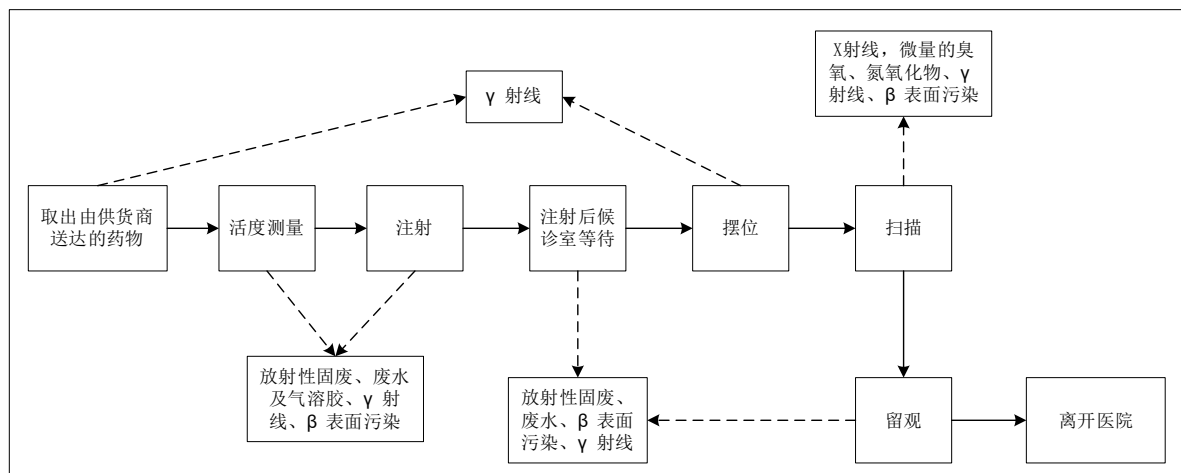 X射线，微量的臭
氧、氮氧化物、γ
射线、β 表面污染
γ 射线
取出由供货商
送达的药物
活度测量
注射
注射后候
诊室等待
摆位
扫描
放射性固废、废水
及气溶胶、γ 射
线、β 表面污染
放射性固废、
废水、β 表面
污染、γ 射线
留观
离开医院